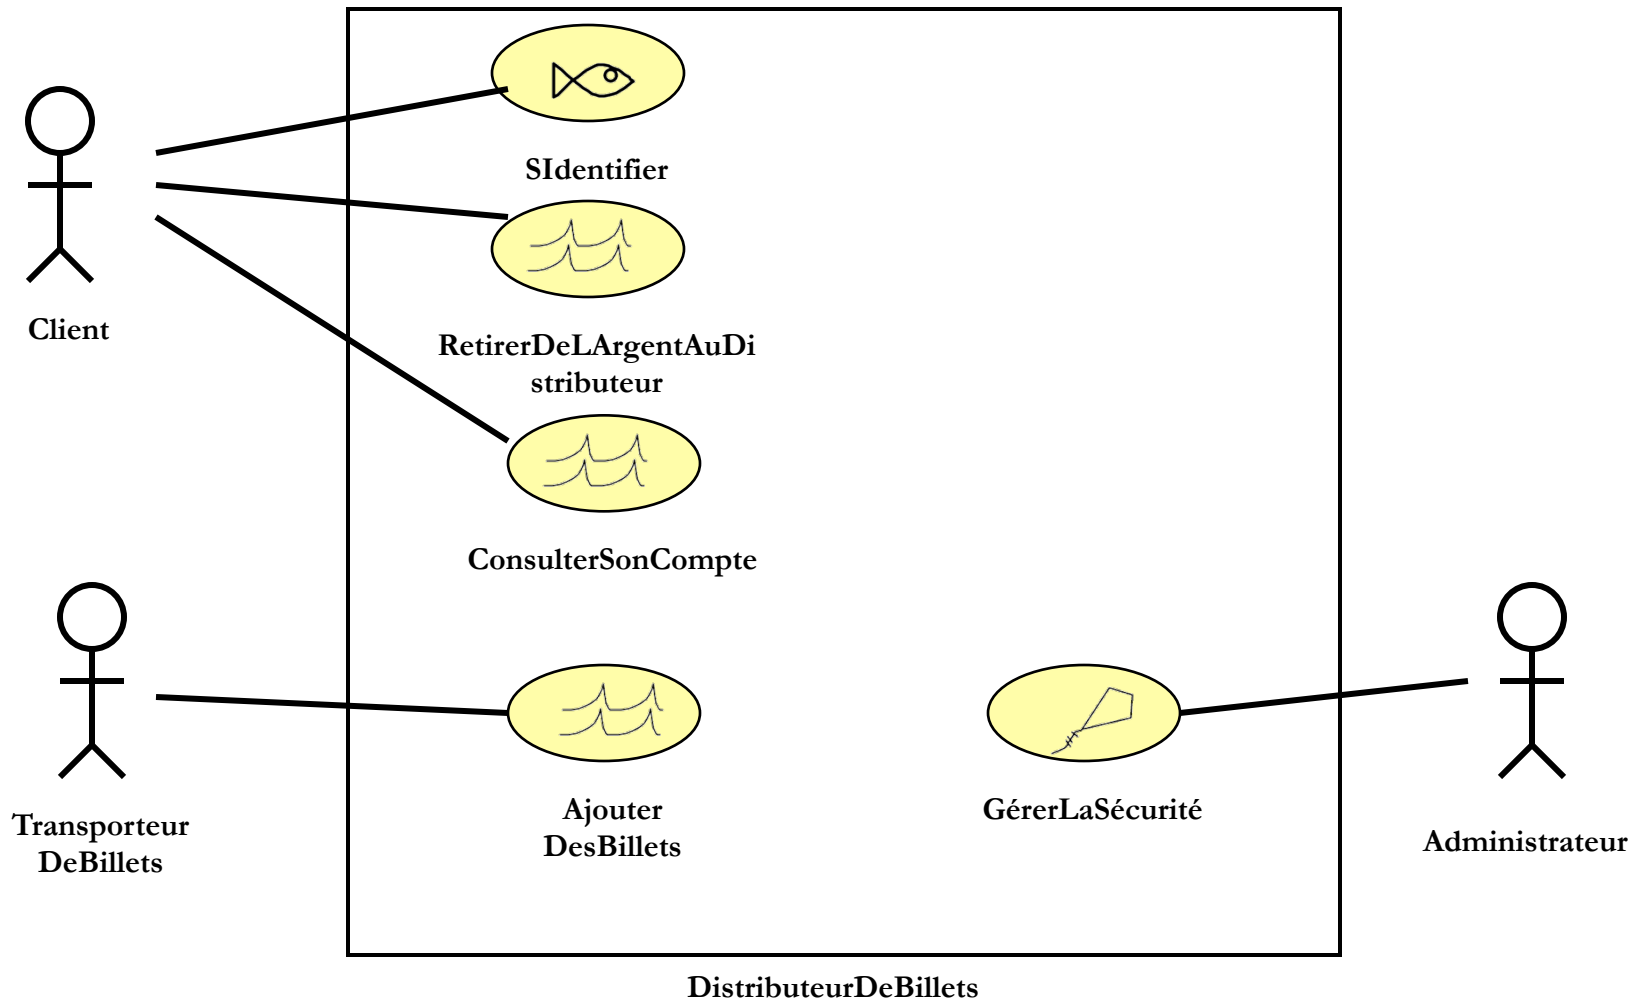 SIdentifier
Client
RetirerDeLArgentAuDi
stributeur
ConsulterSonCompte
Transporteur
DeBillets
Ajouter
DesBillets
GérerLaSécurité
Administrateur
DistributeurDeBillets